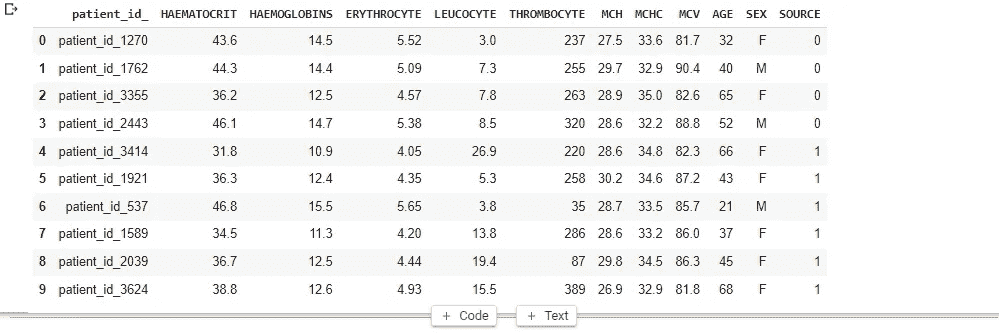 patient_id_ HAEMATOCRIT HAEMOGLOBINS ERYTHROCYTE LEUCOCYTE THROMBOCYTE MCH MCHC MCV AGE SEX SOURCE
0 patient_id_1270 43.6 14.5 5.52 3.0 237 27.5 33.6 81.7 32 F 0
1 patient_id_1762 44.3 14.4 5.09 7.3 255 29.7 32.9 90.4 40 M 0
2 patient_id_3355 36.2 12.5 4.57 7.8 263 28.9 35.0 82.6 65 F 0
3 patient_id_2443 46.1 14.7 5.38 8.5 320 28.6 32.2 88.8 52 M 0
4 patient_id_3414 31.8 10.9 4.05 26.9 220 28.6 34.8 82.3 66 F 1
5 patient_id_1921 36.3 12.4 4.35 5.3 258 30.2 34.6 87.2 43 F 1
6 patient_id_537 46.8 15.5 5.65 3.8 35 28.7 33.5 85.7 21 M 1
7 patient_id_1589 34.5 11.3 4.20 13.8 286 28.6 33.2 86.0 37 F 1
8 patient_id_2039 36.7 12.5 4.44 19.4 87 29.8 34.5 86.3 45 F 1
9 patient_id_3624 38.8 12.6 4.93 15.5 389 26.9 32.9 81.8 68 F 1
+ Code + Text